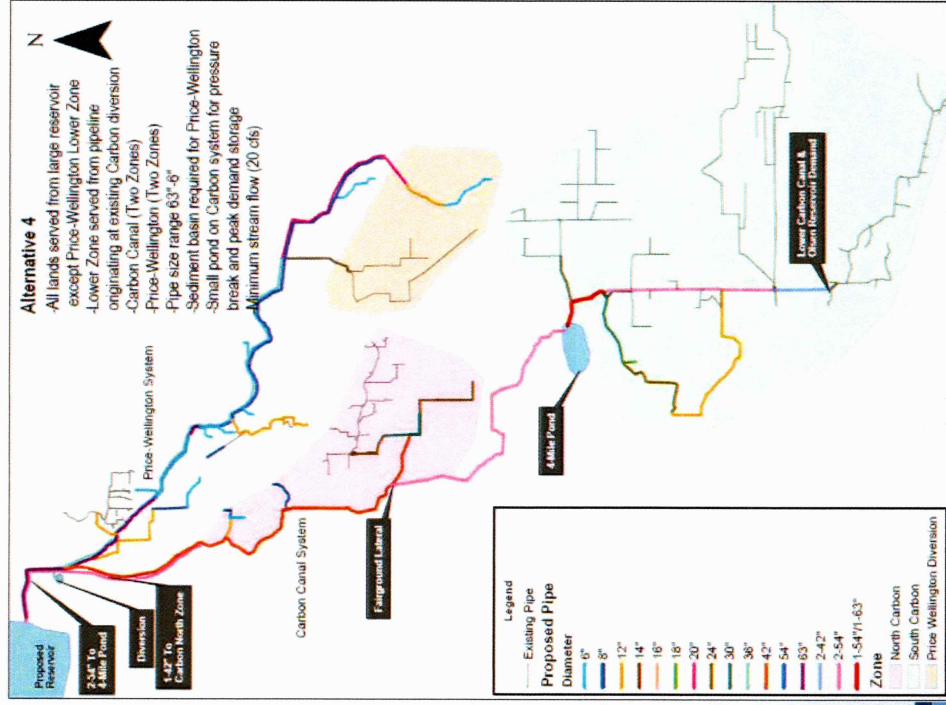 Alternative 4
-All lands served from large reservoir
except Price-Wellington Lower Zone
-Lower Zone served from pipeline
originating at existing Carbon diversion
-Carbon Canal (Two Zones)
-Price-Wellington (Two Zones)
-Pipe size range 63"-6"
-Sediment basin required for Price-Wellington
-Small pond on Carbon system for pressure
break and peak demand storage
-Minimum stream flow (20 cfs)
N
Proposed
Reservoir
2-54" To
4-Mile Pond
Diversion
1-42" To
Carbon North Zone
Price-Wellington System
Carbon Canal System
Fairground Lateral
4-Mile Pond
Lower Carbon Canal &
Olsen Reservoir Demand
Legend
Existing Pipe
Proposed Pipe
Diameter
6"
8"
12"
14"
16"
18"
20"
24"
30"
36"
42"
54"
63"
2-42"
2-54"
1-54"/1-63"
Zone
North Carbon
South Carbon
Price Wellington Diversion